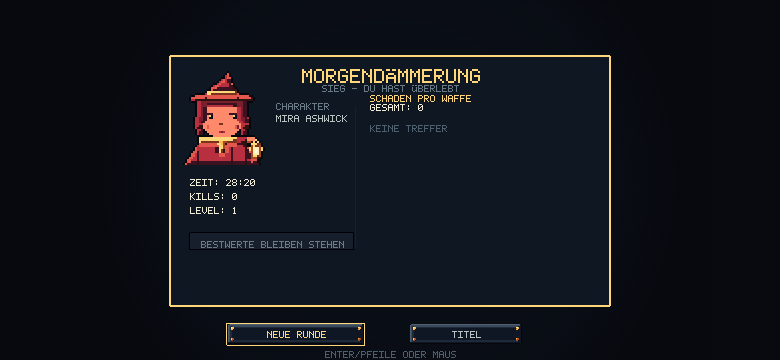 MORGENDÄMMERUNG
SIEG - DU HAST ÜBERLEBT
CHARAKTER
MIRA ASHWICK
SCHADEN PRO WAFFE
GESAMT: 0
KEINE TREFFER
ZEIT: 28:20
KILLS: 0
LEVEL: 1
BESTWERTE BLEIBEN STEHEN
NEUE RUNDE
TITEL
ENTER/PFEILE ODER MAUS